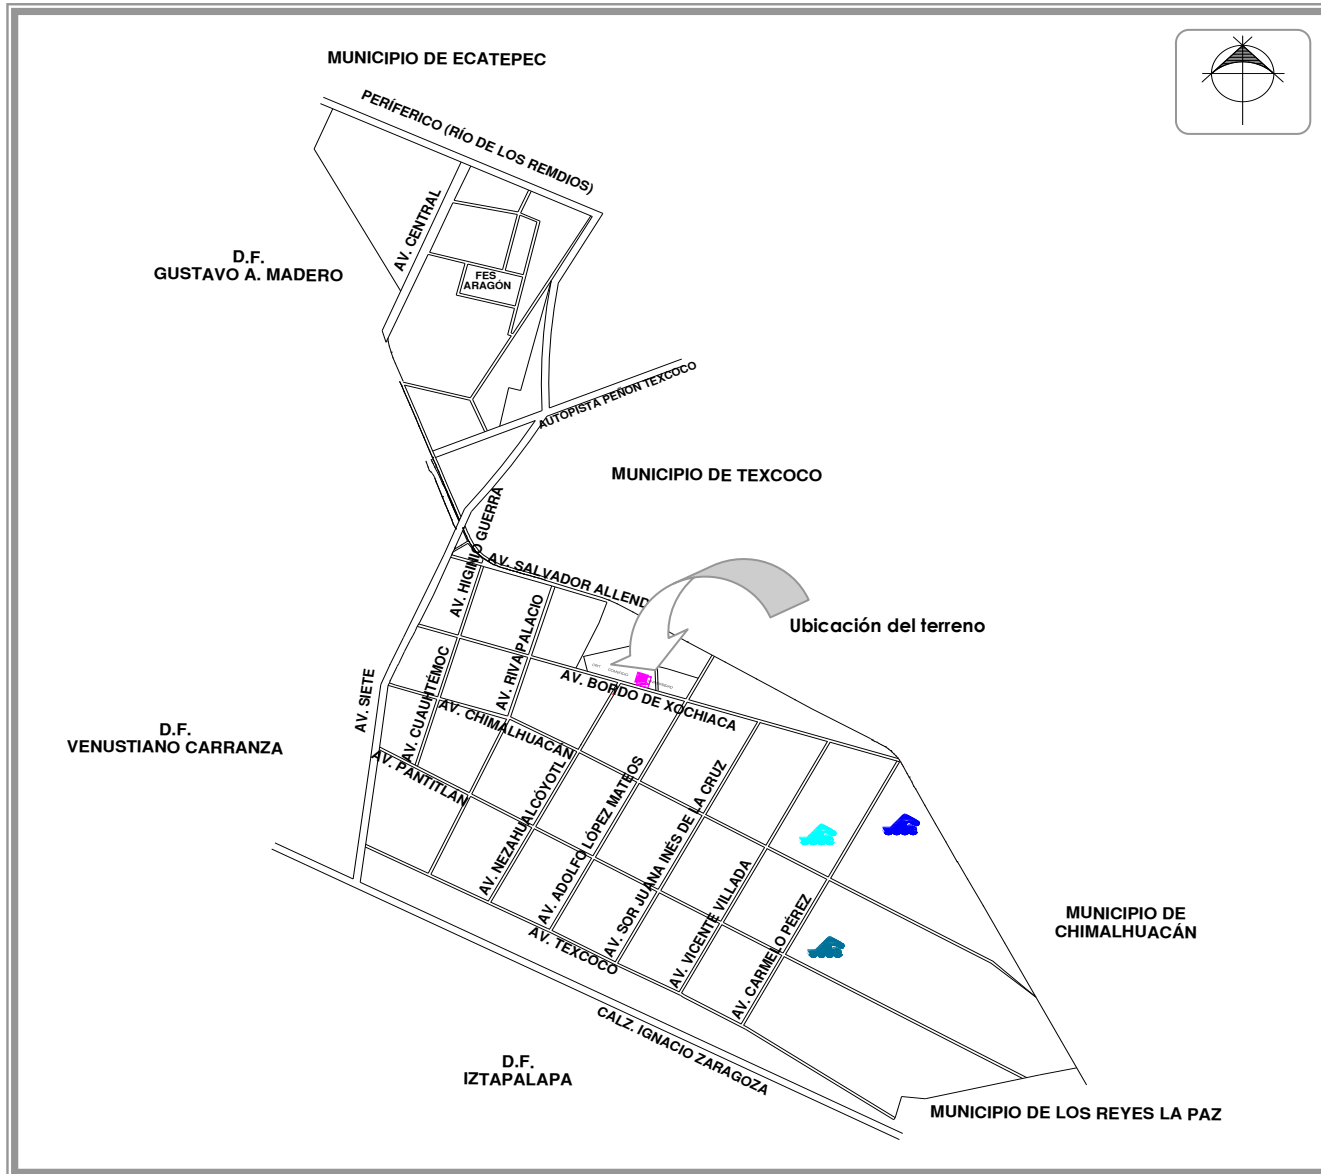 MUNICIPIO DE ECATEPEC
PERÍFERICO (RÍO DE LOS REMDIOS)
AV. CENTRAL
D.F.
GUSTAVO A. MADERO
FES
ARAGÓN
AUTOPISTA PEÑON TEXCOCO
MUNICIPIO DE TEXCOCO
AV. HIGINIO GUERRA
AV. SALVADOR ALLEND
Ubicación del terreno
AV. RIVA PALACIO
AV. CUAUHTÉMOC
AV. SIETE
AV. BORDO DE XOCHIACA
AV. CHIMALHUACÁN
D.F.
VENUSTIANO CARRANZA
AV. PANTITLÁN
AV. NEZAHUALCÓYOTL
AV. ADOLFO LÓPEZ MATEOS
AV. SOR JUANA INÉS DE LA CRUZ
AV. VICENTE VILLADA
AV. CARMELO PÉREZ
MUNICIPIO DE
CHIMALHUACÁN
AV. TEXCOCO
CALZ. IGNACIO ZARAGOZA
D.F.
IZTAPALAPA
MUNICIPIO DE LOS REYES LA PAZ